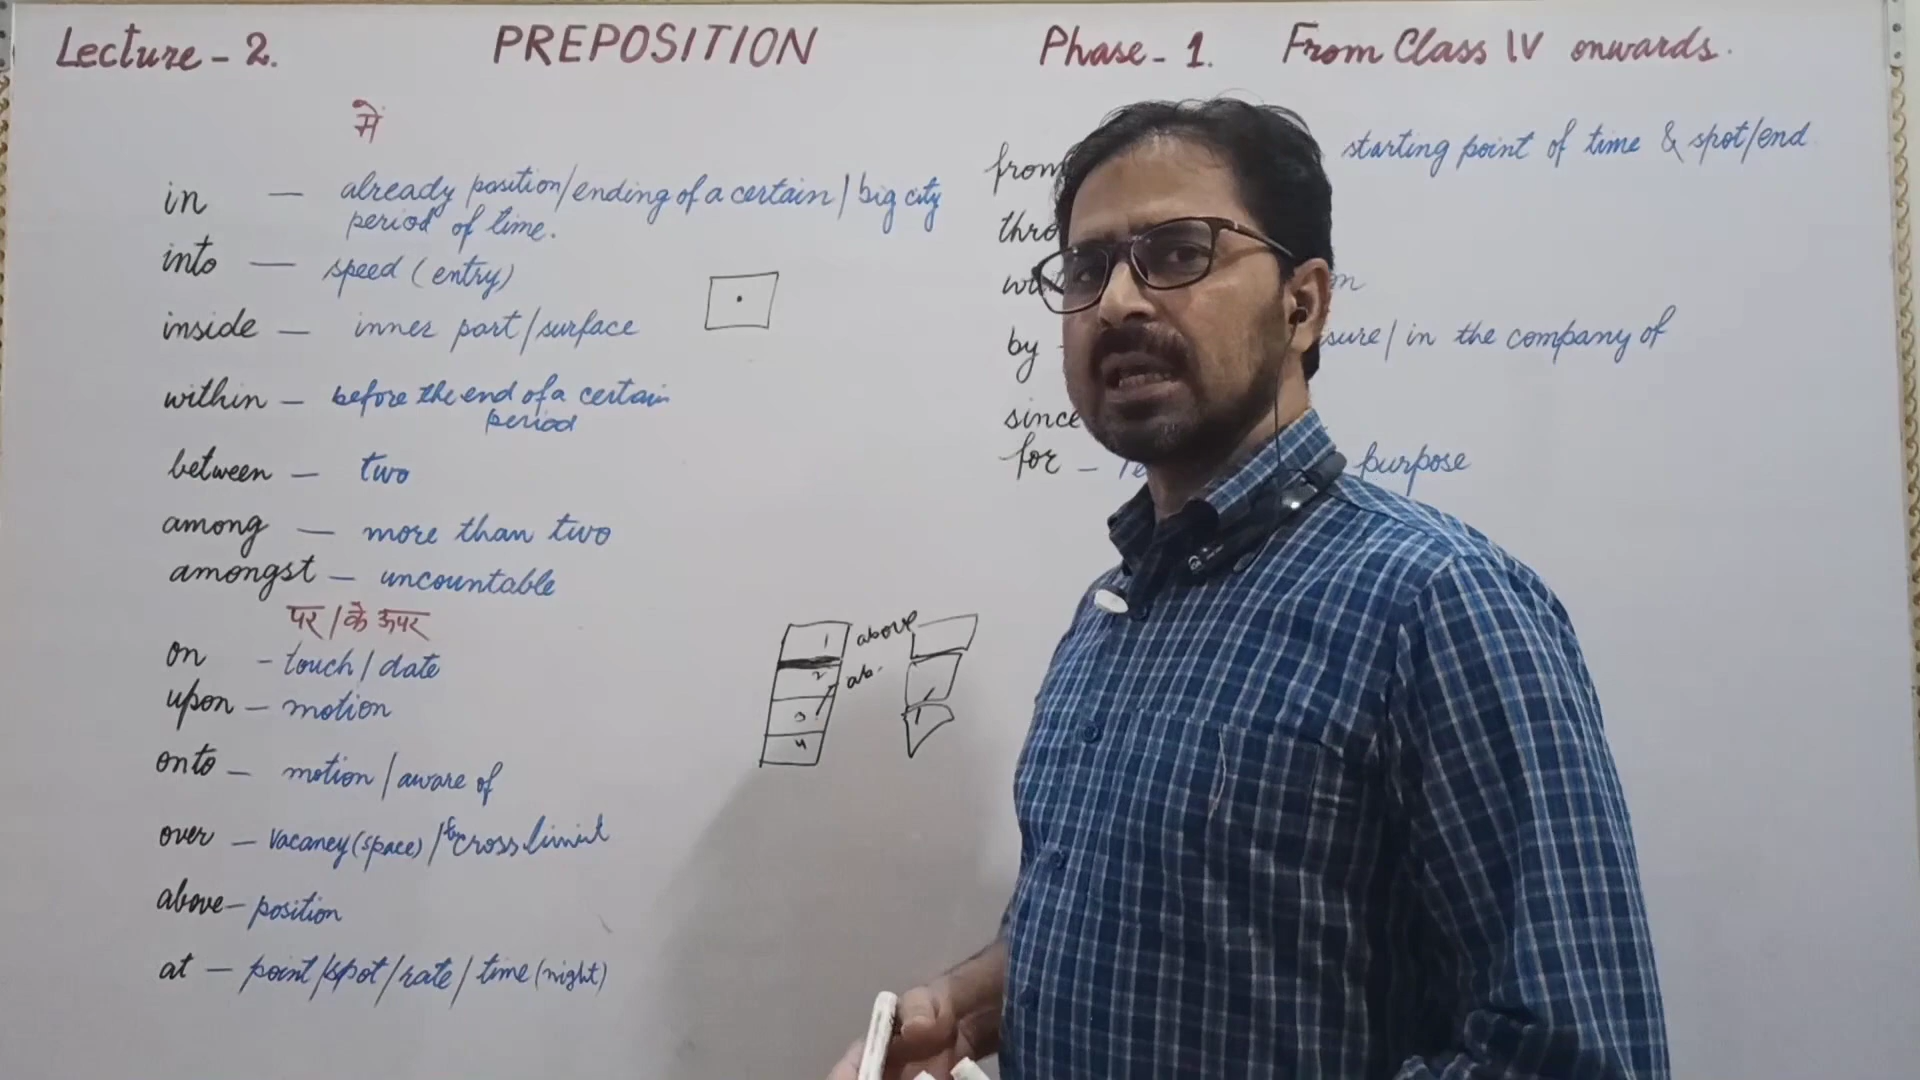 Lecture - 2. PREPOSITION Phase - 1. From Class IV onwards.
में
in — already position/ending of a certain / big city
period of time.
into — speed (entry)
inside — inner part/surface
within — before the end of a certain
period
between — two
among — more than two
amongst — uncountable
पर/के ऊपर
on - touch/date
upon - motion
onto - motion / aware of
over - vacancy (space) / cross limit
above - position
at - point/spot/rate/time (night)
1 above
2 ab.
3
4
from starting point of time & spot/end
by - / in the company of
since
for - purpose